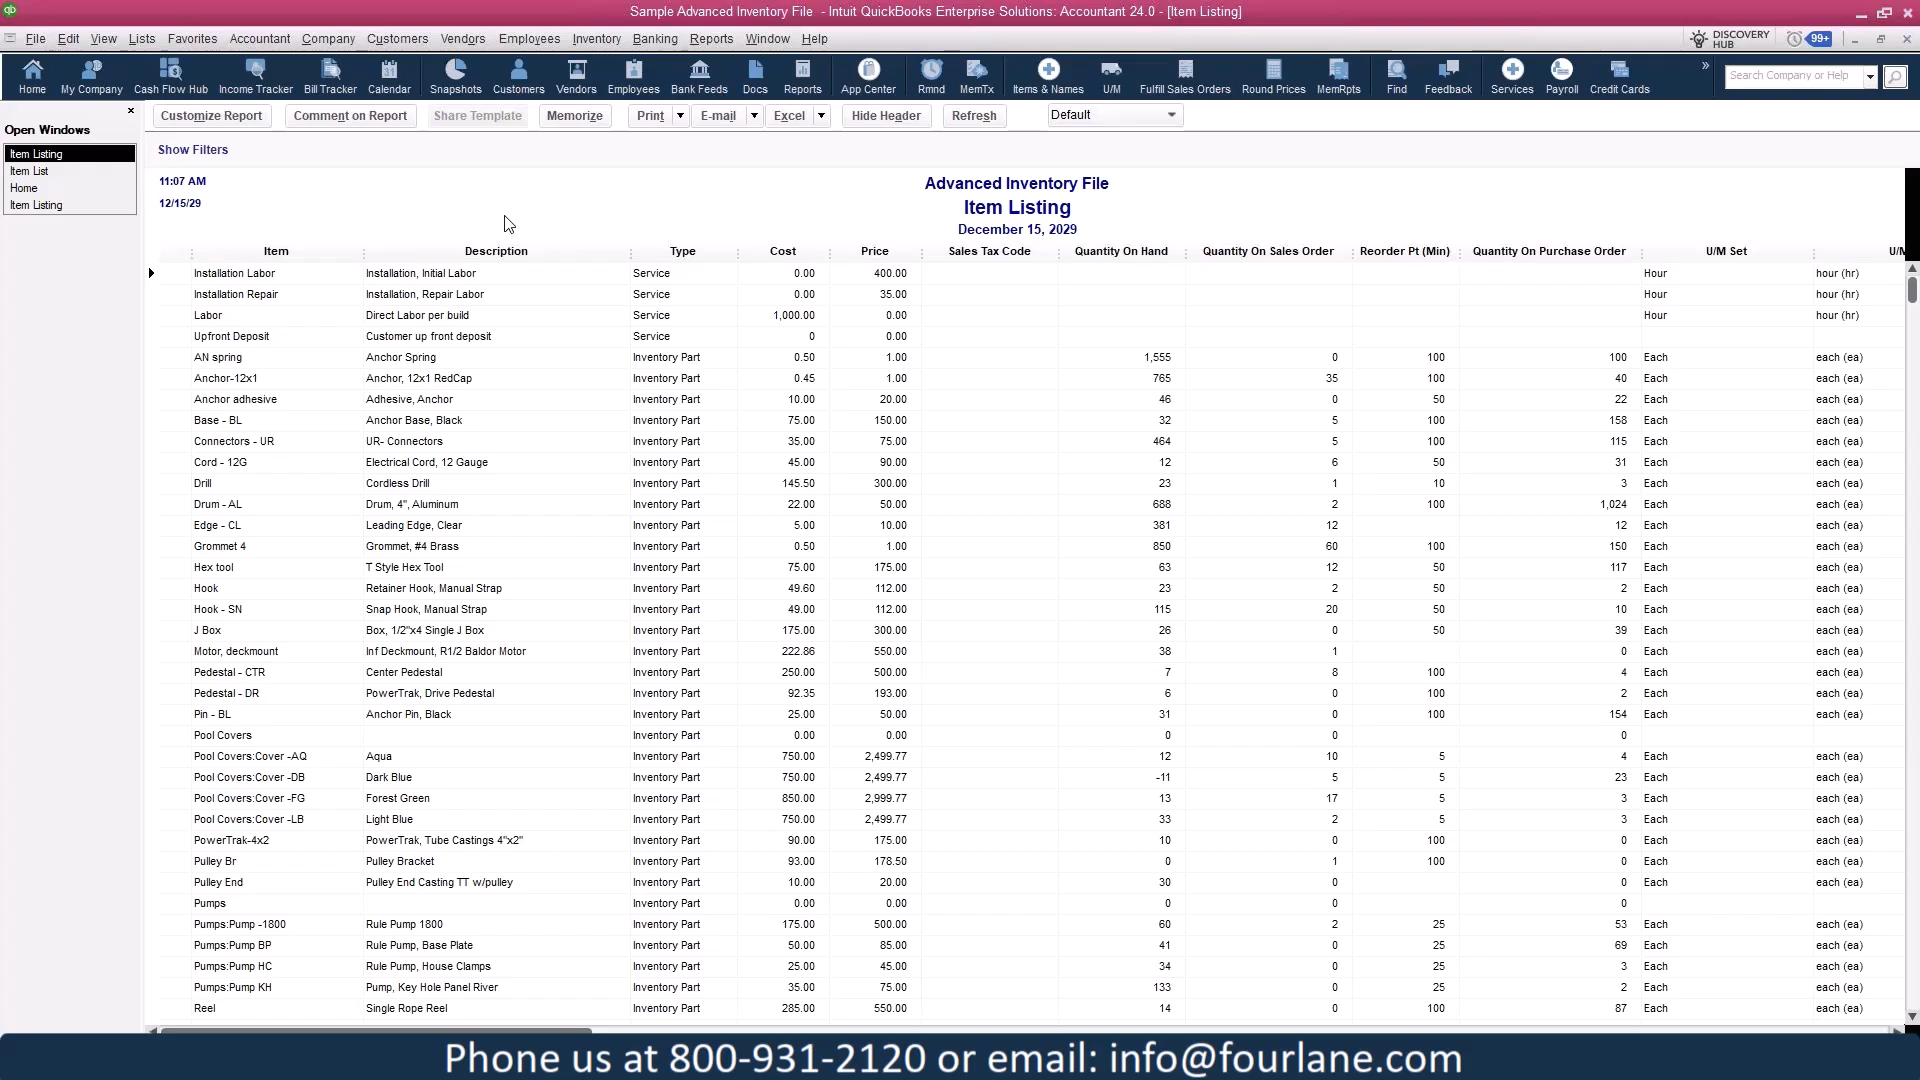 Sample Advanced Inventory File - Intuit QuickBooks Enterprise Solutions: Accountant 24.0 - [Item Listing]
File Edit View Lists Favorites Accountant Company Customers Vendors Employees Inventory Banking Reports Window Help DISCOVERY HUB 99+
Home My Company Cash Flow Hub Income Tracker Bill Tracker Calendar Snapshots Customers Vendors Employees Bank Feeds Docs Reports App Center Rmnd MemTx Items & Names U/M Fulfill Sales Orders Round Prices MemRpts Find Feedback Services Payroll Credit Cards » Search Company or Help
Open Windows
Item Listing
Item List
Home
Item Listing
Customize Report Comment on Report Share Template Memorize Print E-mail Excel Hide Header Refresh Default
Show Filters
11:07 AM
12/15/29
Advanced Inventory File
Item Listing
December 15, 2029
Item Description Type Cost Price Sales Tax Code Quantity On Hand Quantity On Sales Order Reorder Pt (Min) Quantity On Purchase Order U/M Set U/M
Installation Labor Installation, Initial Labor Service 0.00 400.00 Hour hour (hr)
Installation Repair Installation, Repair Labor Service 0.00 35.00 Hour hour (hr)
Labor Direct Labor per build Service 1,000.00 0.00 Hour hour (hr)
Upfront Deposit Customer up front deposit Service 0 0.00
AN spring Anchor Spring Inventory Part 0.50 1.00 1,555 0 100 100 Each each (ea)
Anchor-12x1 Anchor, 12x1 RedCap Inventory Part 0.45 1.00 765 35 100 40 Each each (ea)
Anchor adhesive Adhesive, Anchor Inventory Part 10.00 20.00 46 0 50 22 Each each (ea)
Base - BL Anchor Base, Black Inventory Part 75.00 150.00 32 5 100 158 Each each (ea)
Connectors - UR UR- Connectors Inventory Part 35.00 75.00 464 5 100 115 Each each (ea)
Cord - 12G Electrical Cord, 12 Gauge Inventory Part 45.00 90.00 12 6 50 31 Each each (ea)
Drill Cordless Drill Inventory Part 145.50 300.00 23 1 10 3 Each each (ea)
Drum - AL Drum, 4", Aluminum Inventory Part 22.00 50.00 688 2 100 1,024 Each each (ea)
Edge - CL Leading Edge, Clear Inventory Part 5.00 10.00 381 12 12 Each each (ea)
Grommet 4 Grommet, #4 Brass Inventory Part 0.50 1.00 850 60 100 150 Each each (ea)
Hex tool T Style Hex Tool Inventory Part 75.00 175.00 63 12 50 117 Each each (ea)
Hook Retainer Hook, Manual Strap Inventory Part 49.60 112.00 23 2 50 2 Each each (ea)
Hook - SN Snap Hook, Manual Strap Inventory Part 49.00 112.00 115 20 50 10 Each each (ea)
J Box Box, 1/2"x4 Single J Box Inventory Part 175.00 300.00 26 0 50 39 Each each (ea)
Motor, deckmount Inf Deckmount, R1/2 Baldor Motor Inventory Part 222.86 550.00 38 1 0 Each each (ea)
Pedestal - CTR Center Pedestal Inventory Part 250.00 500.00 7 8 100 4 Each each (ea)
Pedestal - DR PowerTrak, Drive Pedestal Inventory Part 92.35 193.00 6 0 100 2 Each each (ea)
Pin - BL Anchor Pin, Black Inventory Part 25.00 50.00 31 0 100 154 Each each (ea)
Pool Covers Inventory Part 0.00 0.00 0 0 0
Pool Covers:Cover -AQ Aqua Inventory Part 750.00 2,499.77 12 10 5 4 Each each (ea)
Pool Covers:Cover -DB Dark Blue Inventory Part 750.00 2,499.77 -11 5 5 23 Each each (ea)
Pool Covers:Cover -FG Forest Green Inventory Part 850.00 2,999.77 13 17 5 3 Each each (ea)
Pool Covers:Cover -LB Light Blue Inventory Part 750.00 2,499.77 33 2 5 3 Each each (ea)
PowerTrak-4x2 PowerTrak, Tube Castings 4"x2" Inventory Part 90.00 175.00 10 0 100 0 Each each (ea)
Pulley Br Pulley Bracket Inventory Part 93.00 178.50 0 1 100 0 Each each (ea)
Pulley End Pulley End Casting TT w/pulley Inventory Part 10.00 20.00 30 0 0 Each each (ea)
Pumps Inventory Part 0.00 0.00 0 0 0
Pumps:Pump -1800 Rule Pump 1800 Inventory Part 175.00 500.00 60 2 25 53 Each each (ea)
Pumps:Pump BP Rule Pump, Base Plate Inventory Part 50.00 85.00 41 0 25 69 Each each (ea)
Pumps:Pump HC Rule Pump, House Clamps Inventory Part 25.00 45.00 34 0 25 3 Each each (ea)
Pumps:Pump KH Pump, Key Hole Panel River Inventory Part 35.00 75.00 133 0 25 2 Each each (ea)
Reel Single Rope Reel Inventory Part 285.00 550.00 14 0 100 87 Each each (ea)
Phone us at 800-931-2120 or email: info@fourlane.com